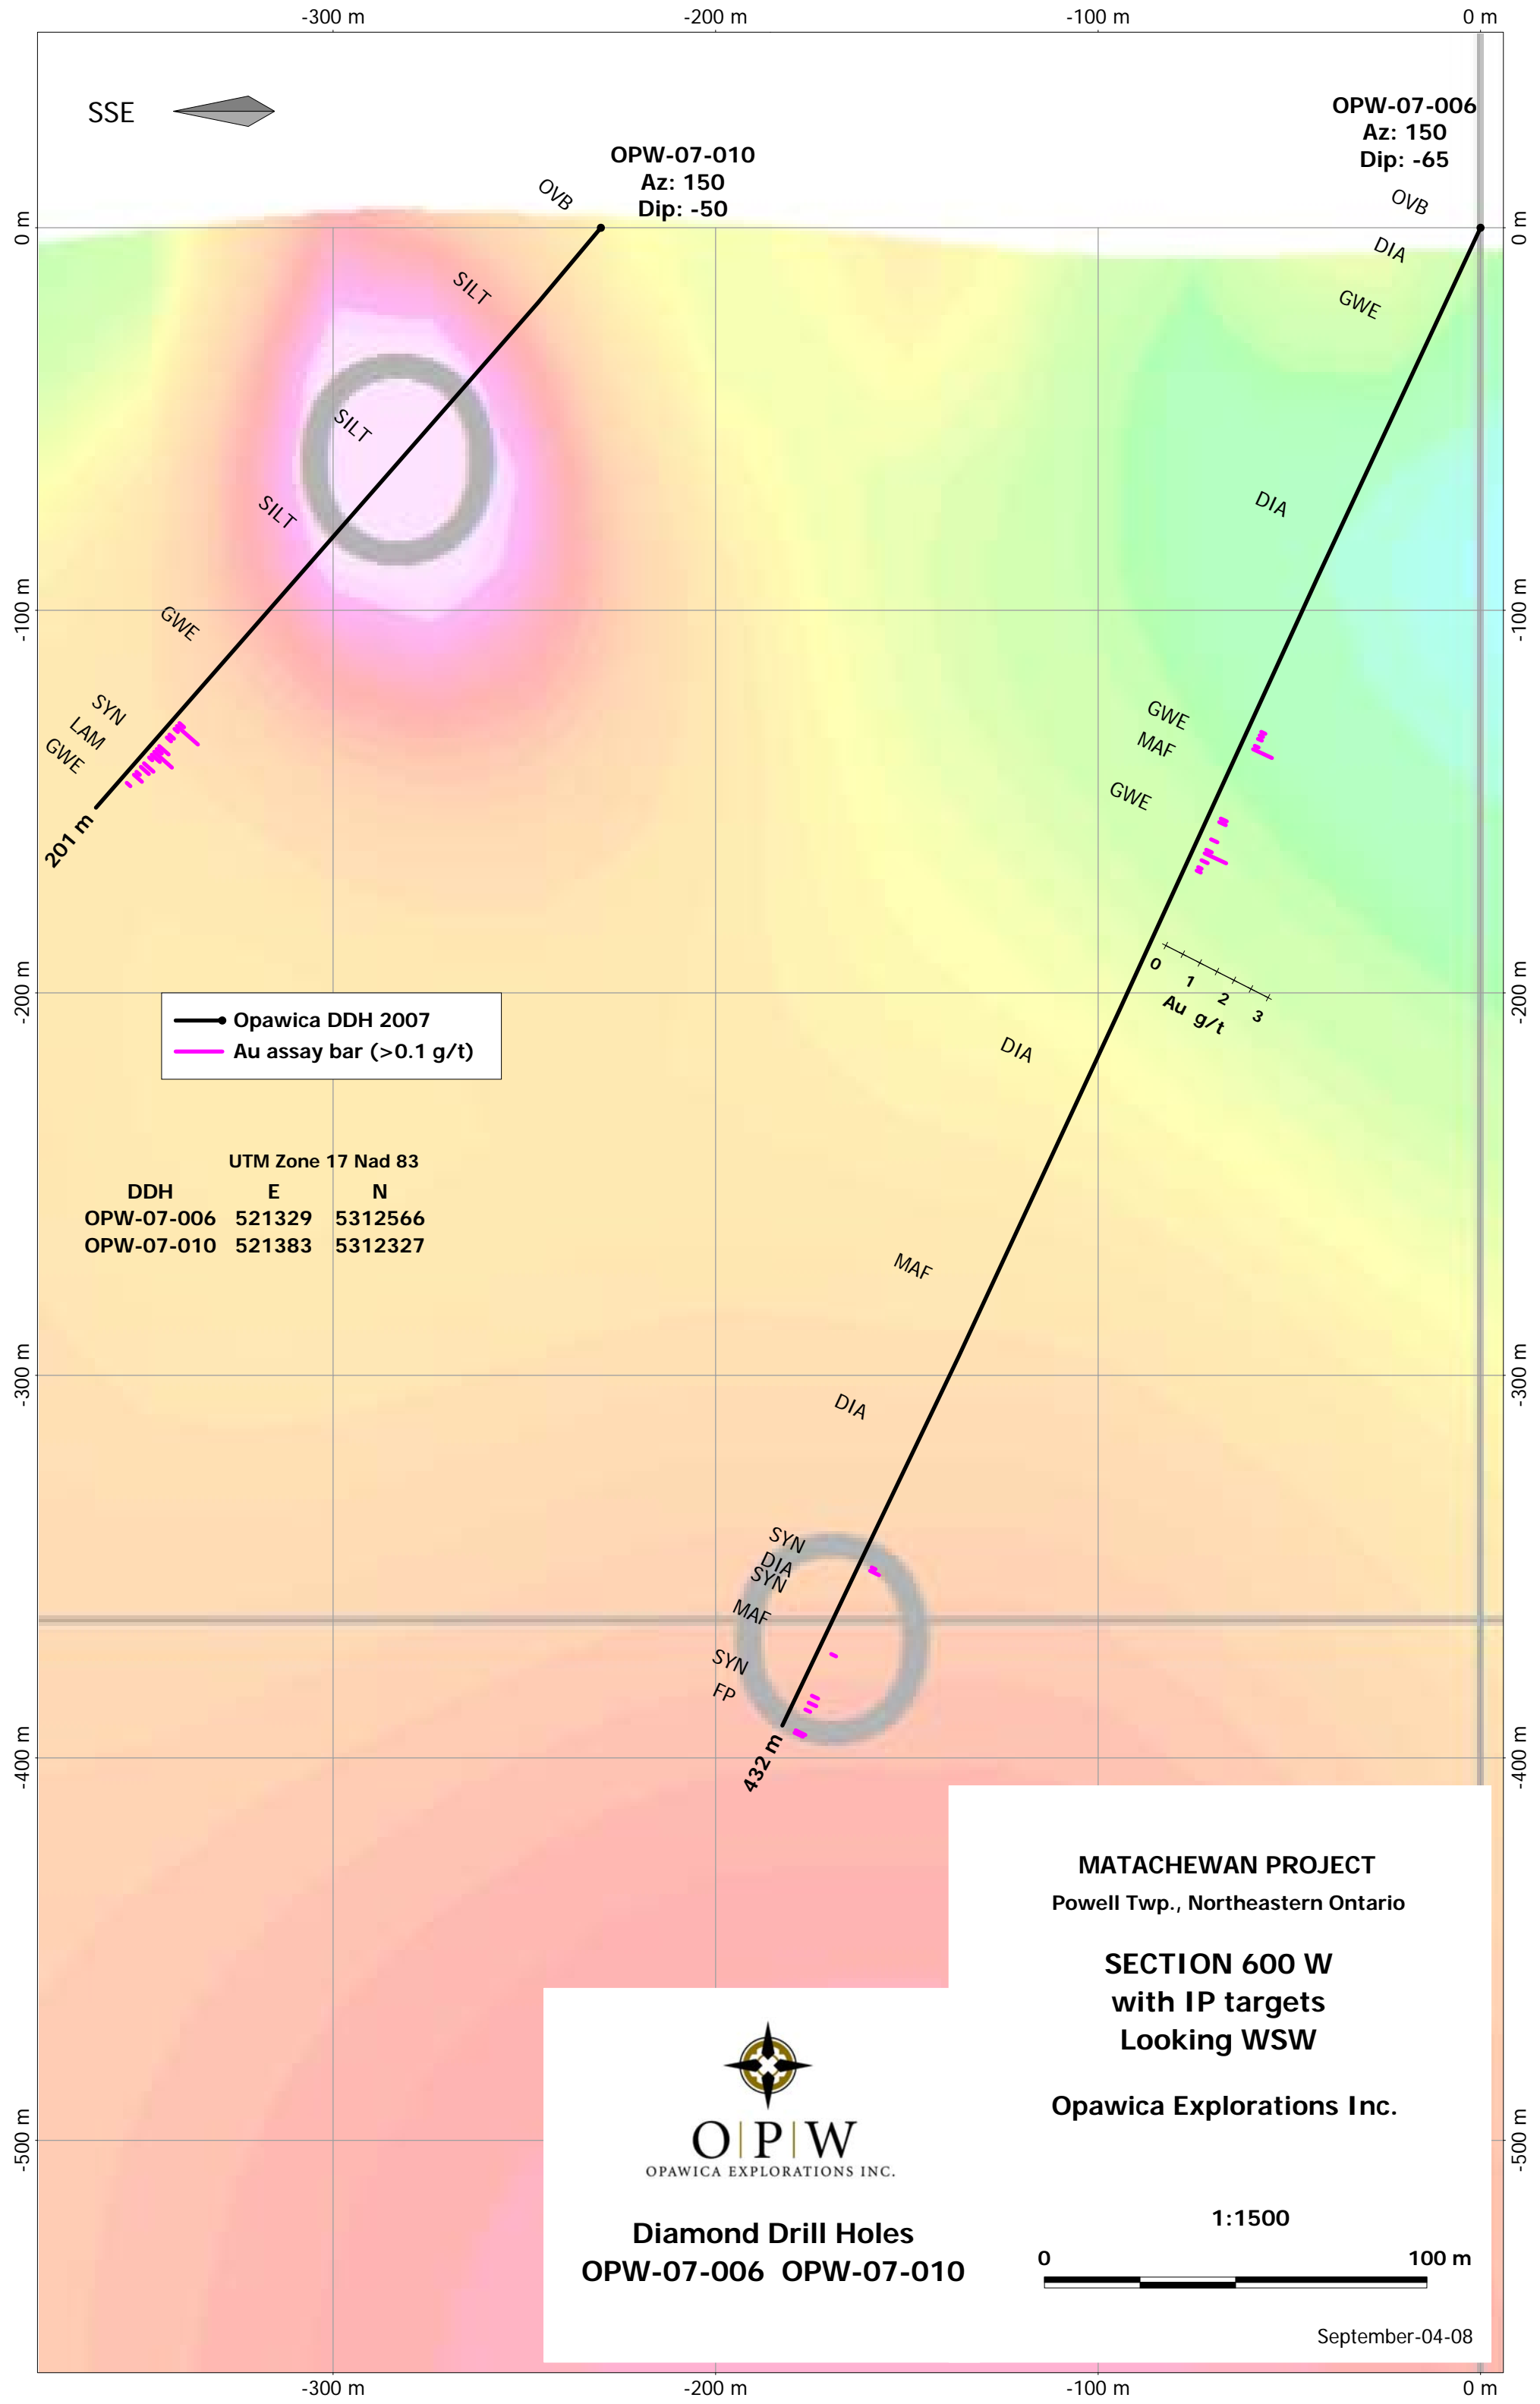 -300 m -200 m -100 m 0 m
SSE
OPW-07-006
Az: 150
Dip: -65
OPW-07-010
Az: 150
Dip: -50
OVB
OVB
0 m
0 m
DIA
SILT
GWE
SILT
DIA
SILT
-100 m
-100 m
GWE
SYN
LAM
GWE
GWE
MAF
GWE
201 m
0 1 2 3
Au g/t
-200 m
-200 m
Opawica DDH 2007
Au assay bar (>0.1 g/t)
DIA
UTM Zone 17 Nad 83
DDH E N
OPW-07-006 521329 5312566
OPW-07-010 521383 5312327
MAF
-300 m
-300 m
DIA
SYN
DIA
SYN
MAF
SYN
FP
432 m
-400 m
-400 m
MATACHEWAN PROJECT
Powell Twp., Northeastern Ontario
SECTION 600 W
with IP targets
Looking WSW
Opawica Explorations Inc.
-500 m
-500 m
O|P|W
OPAWICA EXPLORATIONS INC.
Diamond Drill Holes
OPW-07-006 OPW-07-010
1:1500
0 100 m
September-04-08
-300 m -200 m -100 m 0 m